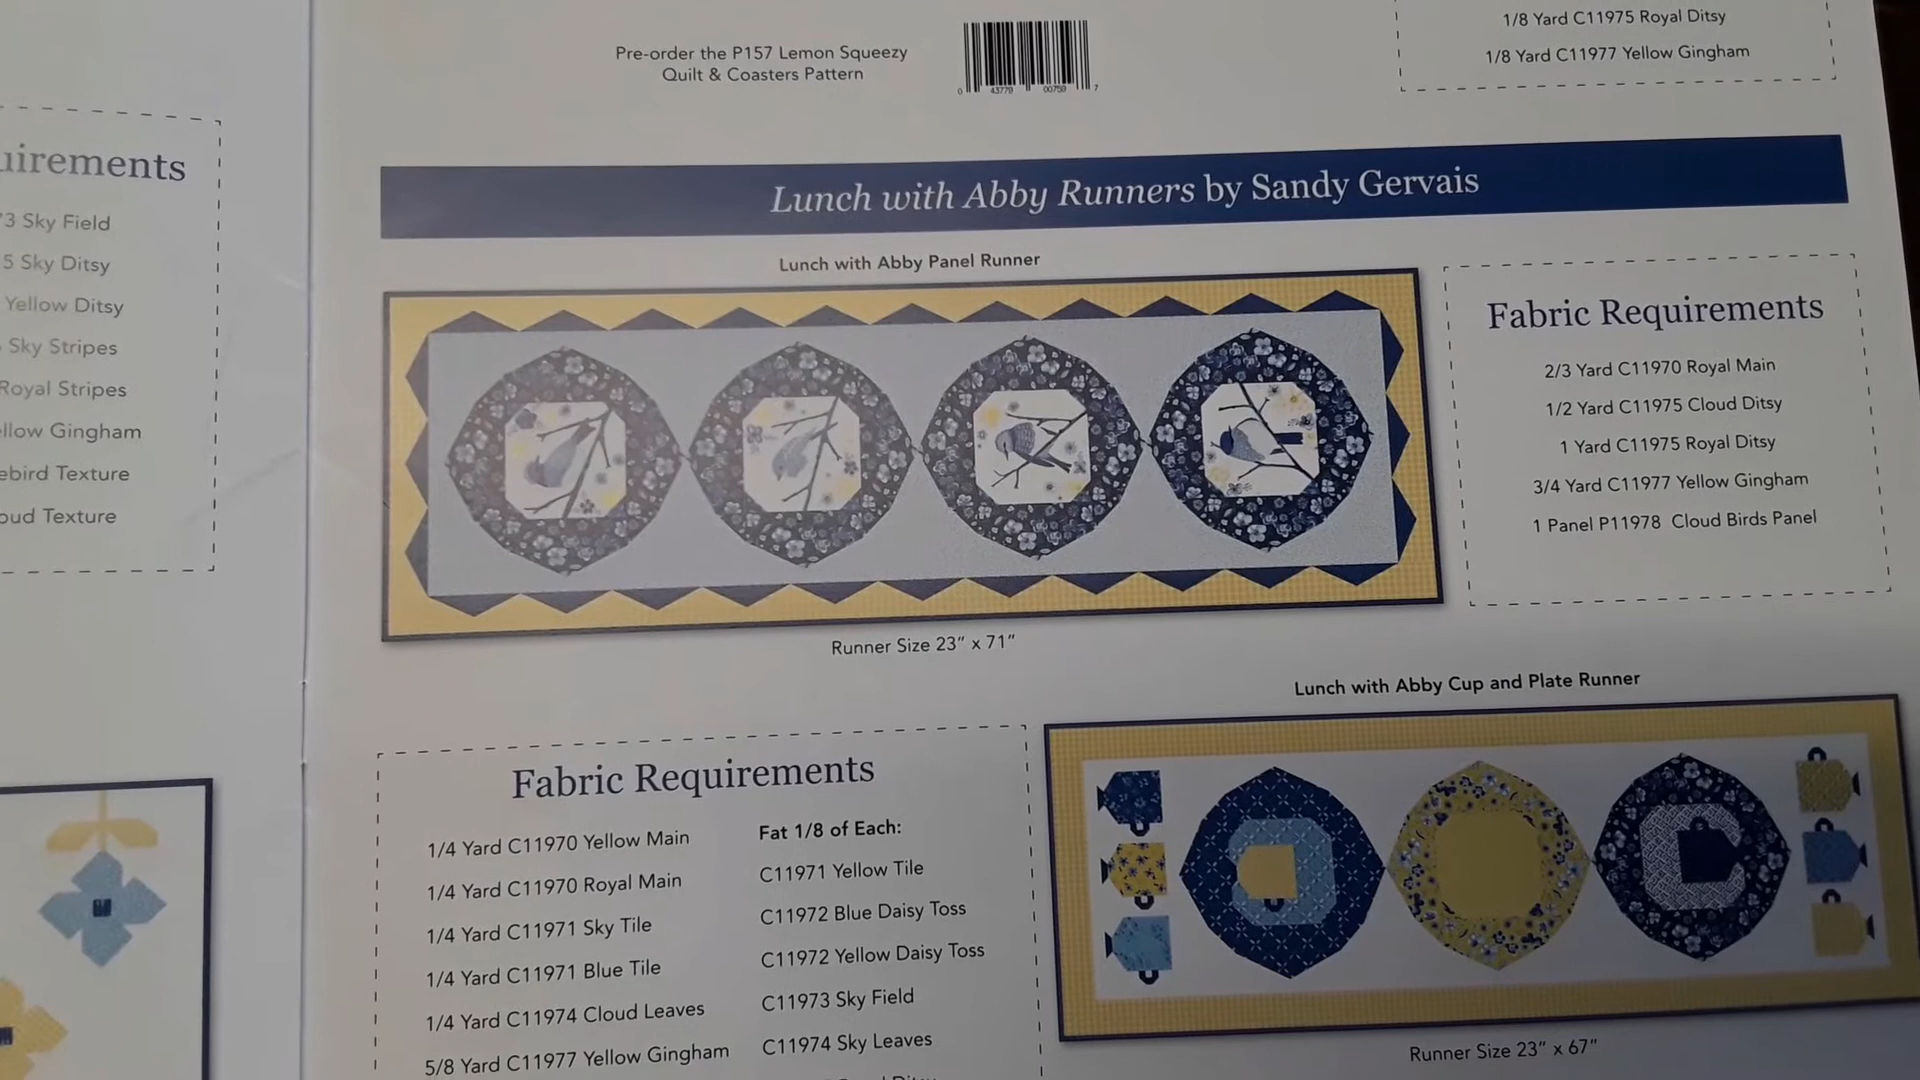 uirements
3 Sky Field
5 Sky Ditsy
Yellow Ditsy
Sky Stripes
Royal Stripes
llow Gingham
ebird Texture
oud Texture
Pre-order the P157 Lemon Squeezy
Quilt & Coasters Pattern
0 43779 00759 7
1/8 Yard C11975 Royal Ditsy
1/8 Yard C11977 Yellow Gingham
Lunch with Abby Runners by Sandy Gervais
Lunch with Abby Panel Runner
Runner Size 23" x 71"
Fabric Requirements
2/3 Yard C11970 Royal Main
1/2 Yard C11975 Cloud Ditsy
1 Yard C11975 Royal Ditsy
3/4 Yard C11977 Yellow Gingham
1 Panel P11978 Cloud Birds Panel
Fabric Requirements
1/4 Yard C11970 Yellow Main
1/4 Yard C11970 Royal Main
1/4 Yard C11971 Sky Tile
1/4 Yard C11971 Blue Tile
1/4 Yard C11974 Cloud Leaves
5/8 Yard C11977 Yellow Gingham
Fat 1/8 of Each:
C11971 Yellow Tile
C11972 Blue Daisy Toss
C11972 Yellow Daisy Toss
C11973 Sky Field
C11974 Sky Leaves
Lunch with Abby Cup and Plate Runner
Runner Size 23" x 67"